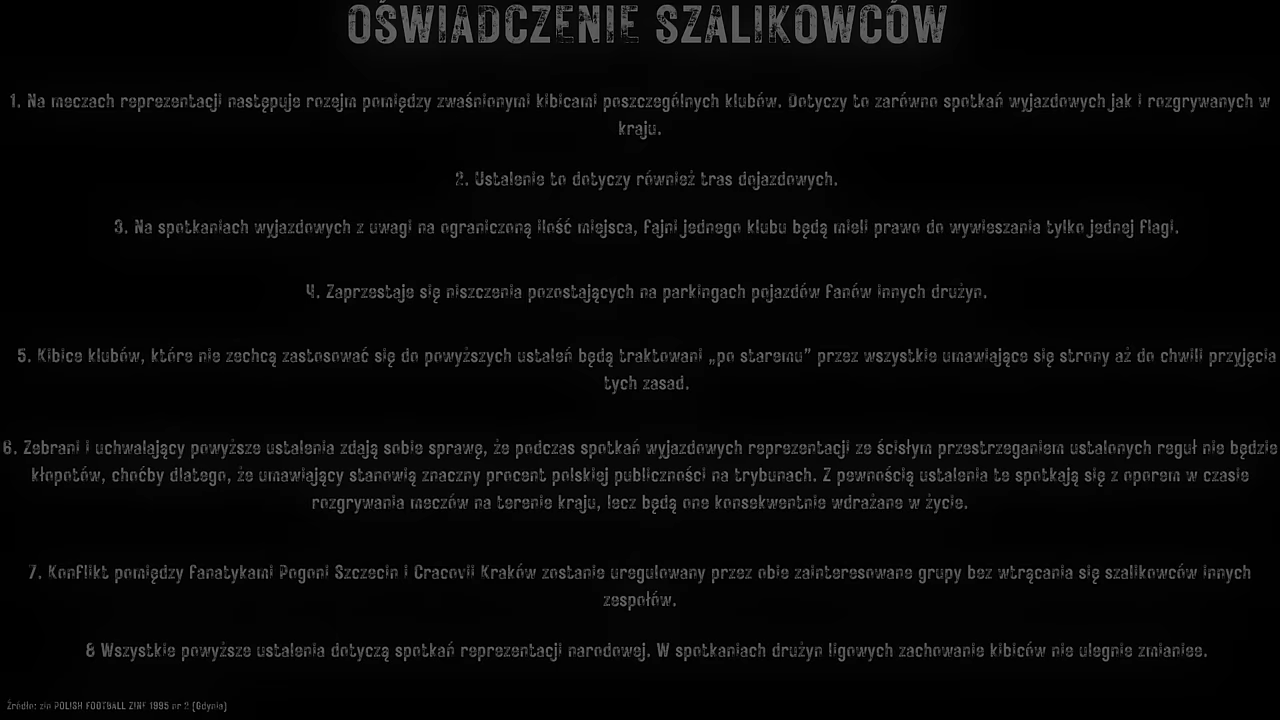 OŚWIADCZENIE SZALIKOWCÓW
1. Na meczach reprezentacji następuje rozejm pomiędzy zwaśnionymi kibicami poszczególnych klubów. Dotyczy to zarówno spotkań wyjazdowych jak i rozgrywanych w
kraju.
2. Ustalenie to dotyczy również tras dojazdowych.
3. Na spotkaniach wyjazdowych z uwagi na ograniczoną ilość miejsca, fajni jednego klubu będą mieli prawo do wywieszania tylko jednej flagi.
4. Zaprzestaje się niszczenia pozostających na parkingach pojazdów fanów innych drużyn.
5. Kibice klubów, które nie zechcą zastosować się do powyższych ustaleń będą traktowani „po staremu” przez wszystkie umawiające się strony aż do chwili przyjęcia
tych zasad.
6. Zebrani i uchwalający powyższe ustalenia zdają sobie sprawę, że podczas spotkań wyjazdowych reprezentacji ze ścisłym przestrzeganiem ustalonych reguł nie będzie
kłopotów, choćby dlatego, że umawiający stanowią znaczny procent polskiej publiczności na trybunach. Z pewnością ustalenia te spotkają się z oporem w czasie
rozgrywania meczów na terenie kraju, lecz będą one konsekwentnie wdrażane w życie.
7. Konflikt pomiędzy fanatykami Pogoni Szczecin i Cracovii Kraków zostanie uregulowany przez obie zainteresowane grupy bez wtrącania się szalikowców innych
zespołów.
8 Wszystkie powyższe ustalenia dotyczą spotkań reprezentacji narodowej. W spotkaniach drużyn ligowych zachowanie kibiców nie ulegnie zmianiee.
Źródło: zin POLISH FOOTBALL ZINE 1995 nr 2 (Gdynia)